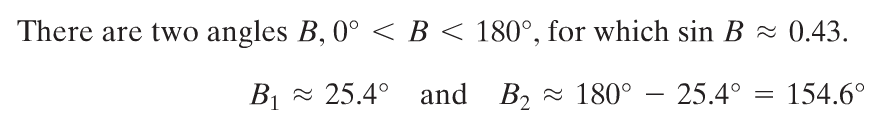 There are two angles B, 0° < B < 180°, for which sin B ≈ 0.43.
B₁ ≈ 25.4° and B₂ ≈ 180° − 25.4° = 154.6°